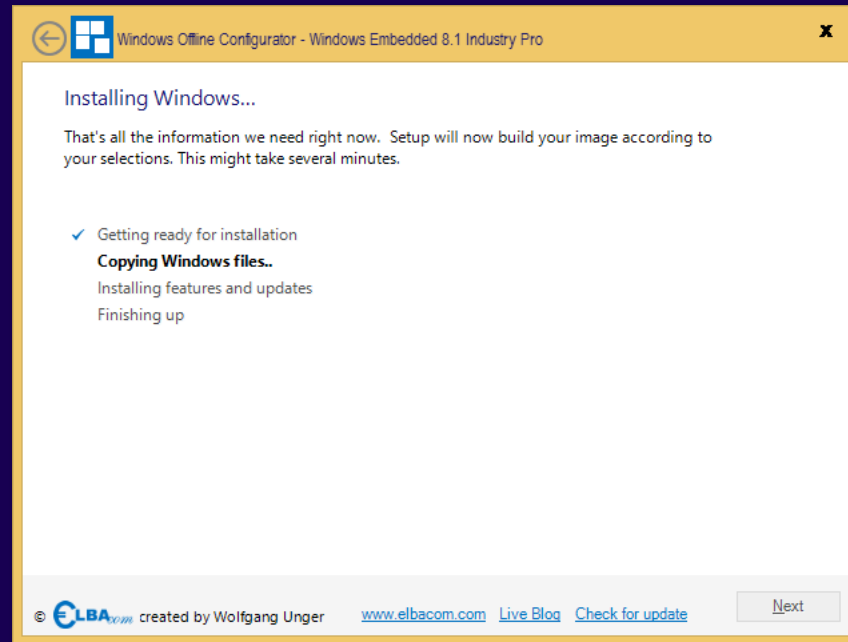 Windows Offline Configurator - Windows Embedded 8.1 Industry Pro
x
Installing Windows...
That's all the information we need right now. Setup will now build your image according to
your selections. This might take several minutes.
✓ Getting ready for installation
Copying Windows files..
Installing features and updates
Finishing up
© ELBAcom created by Wolfgang Unger www.elbacom.com Live Blog Check for update Next